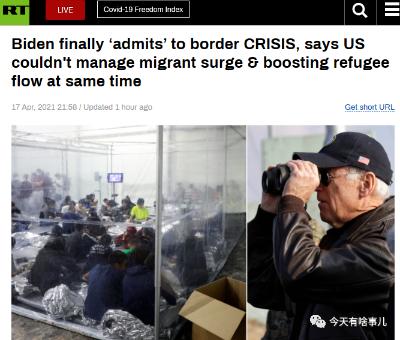 RT
LIVE
Covid-19 Freedom Index
Biden finally ‘admits’ to border CRISIS, says US
couldn't manage migrant surge & boosting refugee
flow at same time
17 Apr, 2021 21:58 / Updated 1 hour ago
Get short URL
今天有啥事儿